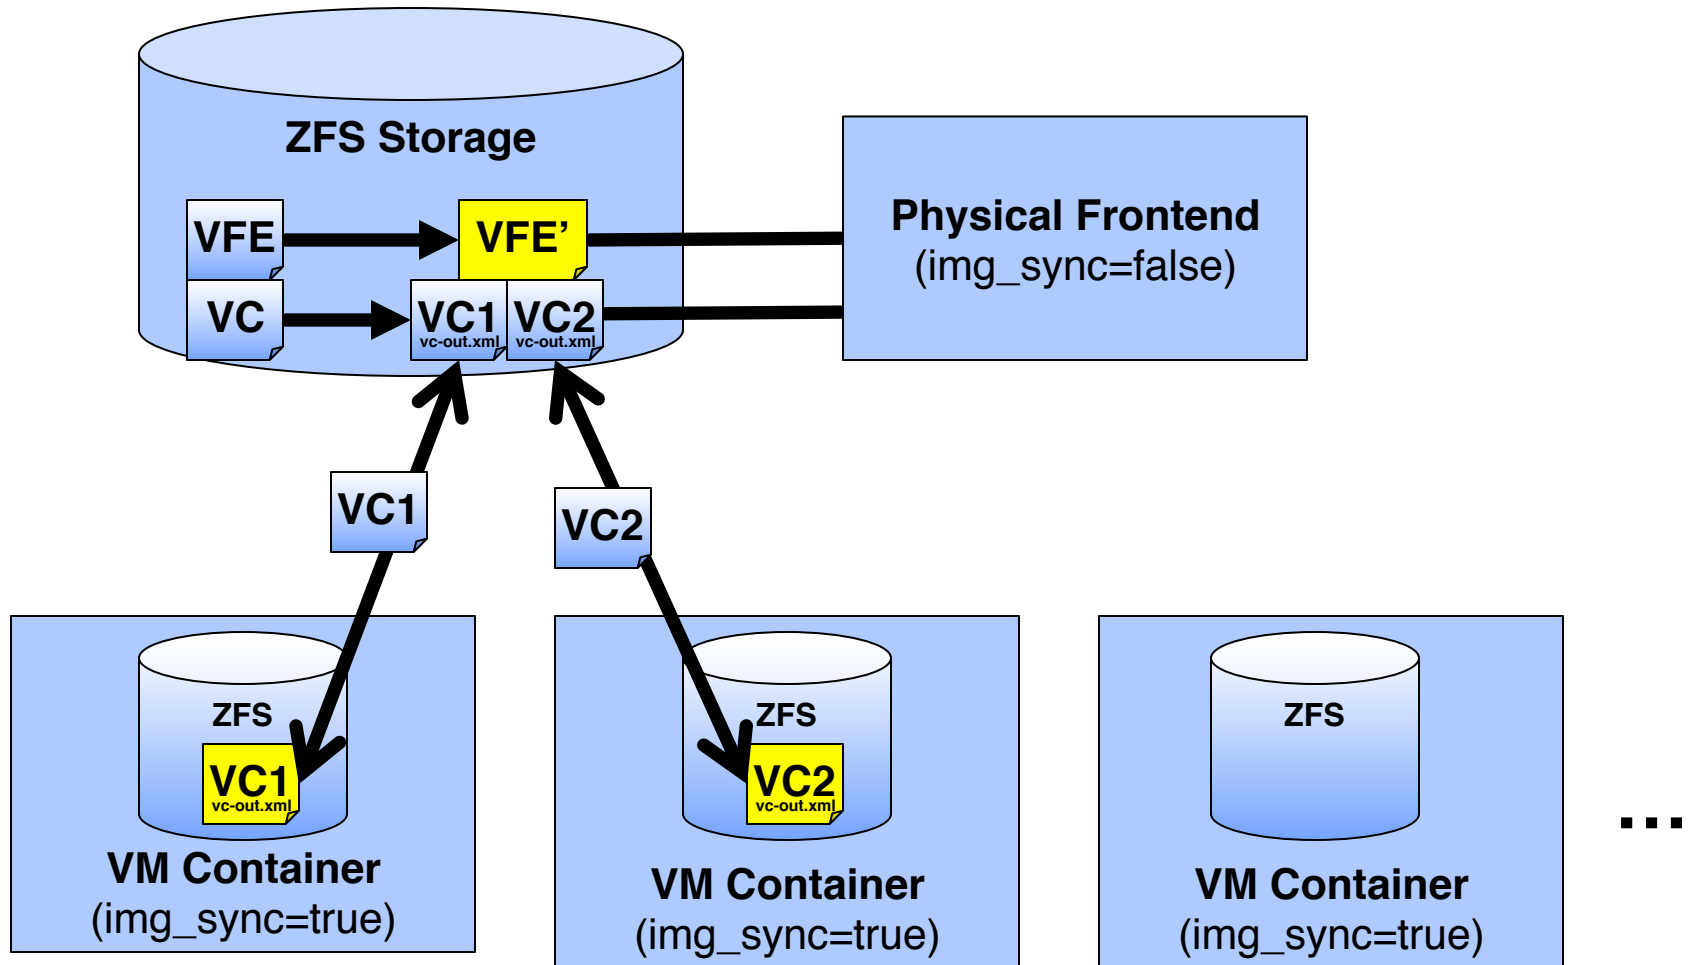 ZFS Storage
VFE
VFE’
VC
VC1
vc-out.xml
VC2
vc-out.xml
Physical Frontend
(img_sync=false)
VC1
VC2
ZFS
VC1
vc-out.xml
VM Container
(img_sync=true)
ZFS
VC2
vc-out.xml
VM Container
(img_sync=true)
ZFS
VM Container
(img_sync=true)
...